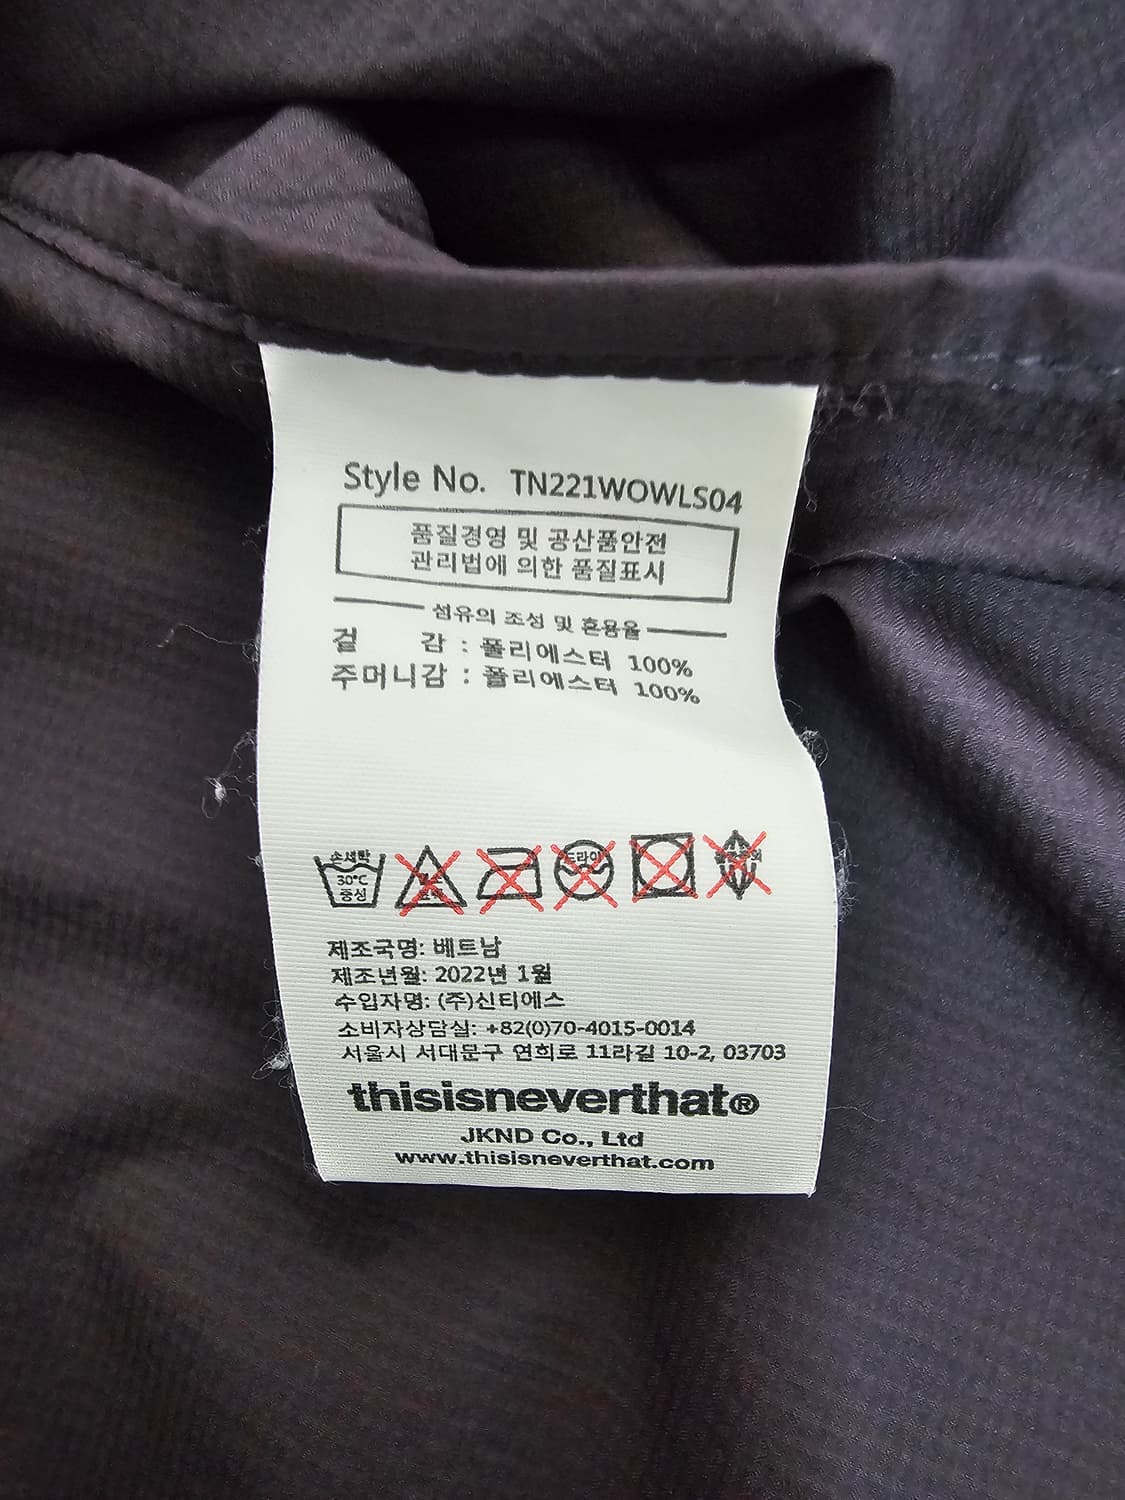 Style No. TN221WOWLS04
품질경영 및 공산품안전
관리법에 의한 품질표시
섬유의 조성 및 혼용율
겉 감 : 폴리에스터 100%
주머니감 : 폴리에스터 100%
손세탁
30°C
중성
드라이
제조국명: 베트남
제조년월: 2022년 1월
수입자명: (주)신티에스
소비자상담실: +82(0)70-4015-0014
서울시 서대문구 연희로 11라길 10-2, 03703
thisisneverthat®
JKND Co., Ltd
www.thisisneverthat.com